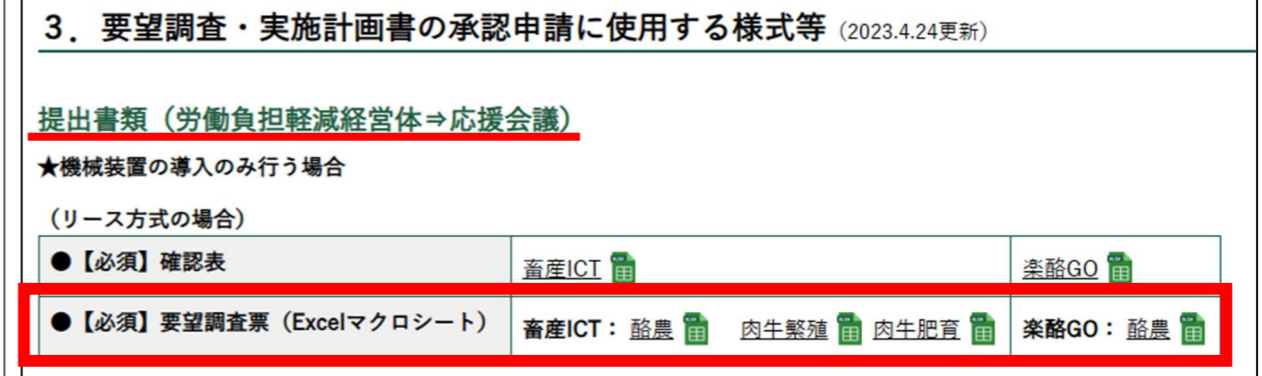 3．要望調査・実施計画書の承認申請に使用する様式等 (2023.4.24更新)
提出書類（労働負担軽減経営体⇒応援会議）
★機械装置の導入のみ行う場合
（リース方式の場合）
●【必須】確認表 畜産ICT 楽酪GO
●【必須】要望調査票（Excelマクロシート） 畜産ICT： 酪農 肉牛繁殖 肉牛肥育 楽酪GO： 酪農